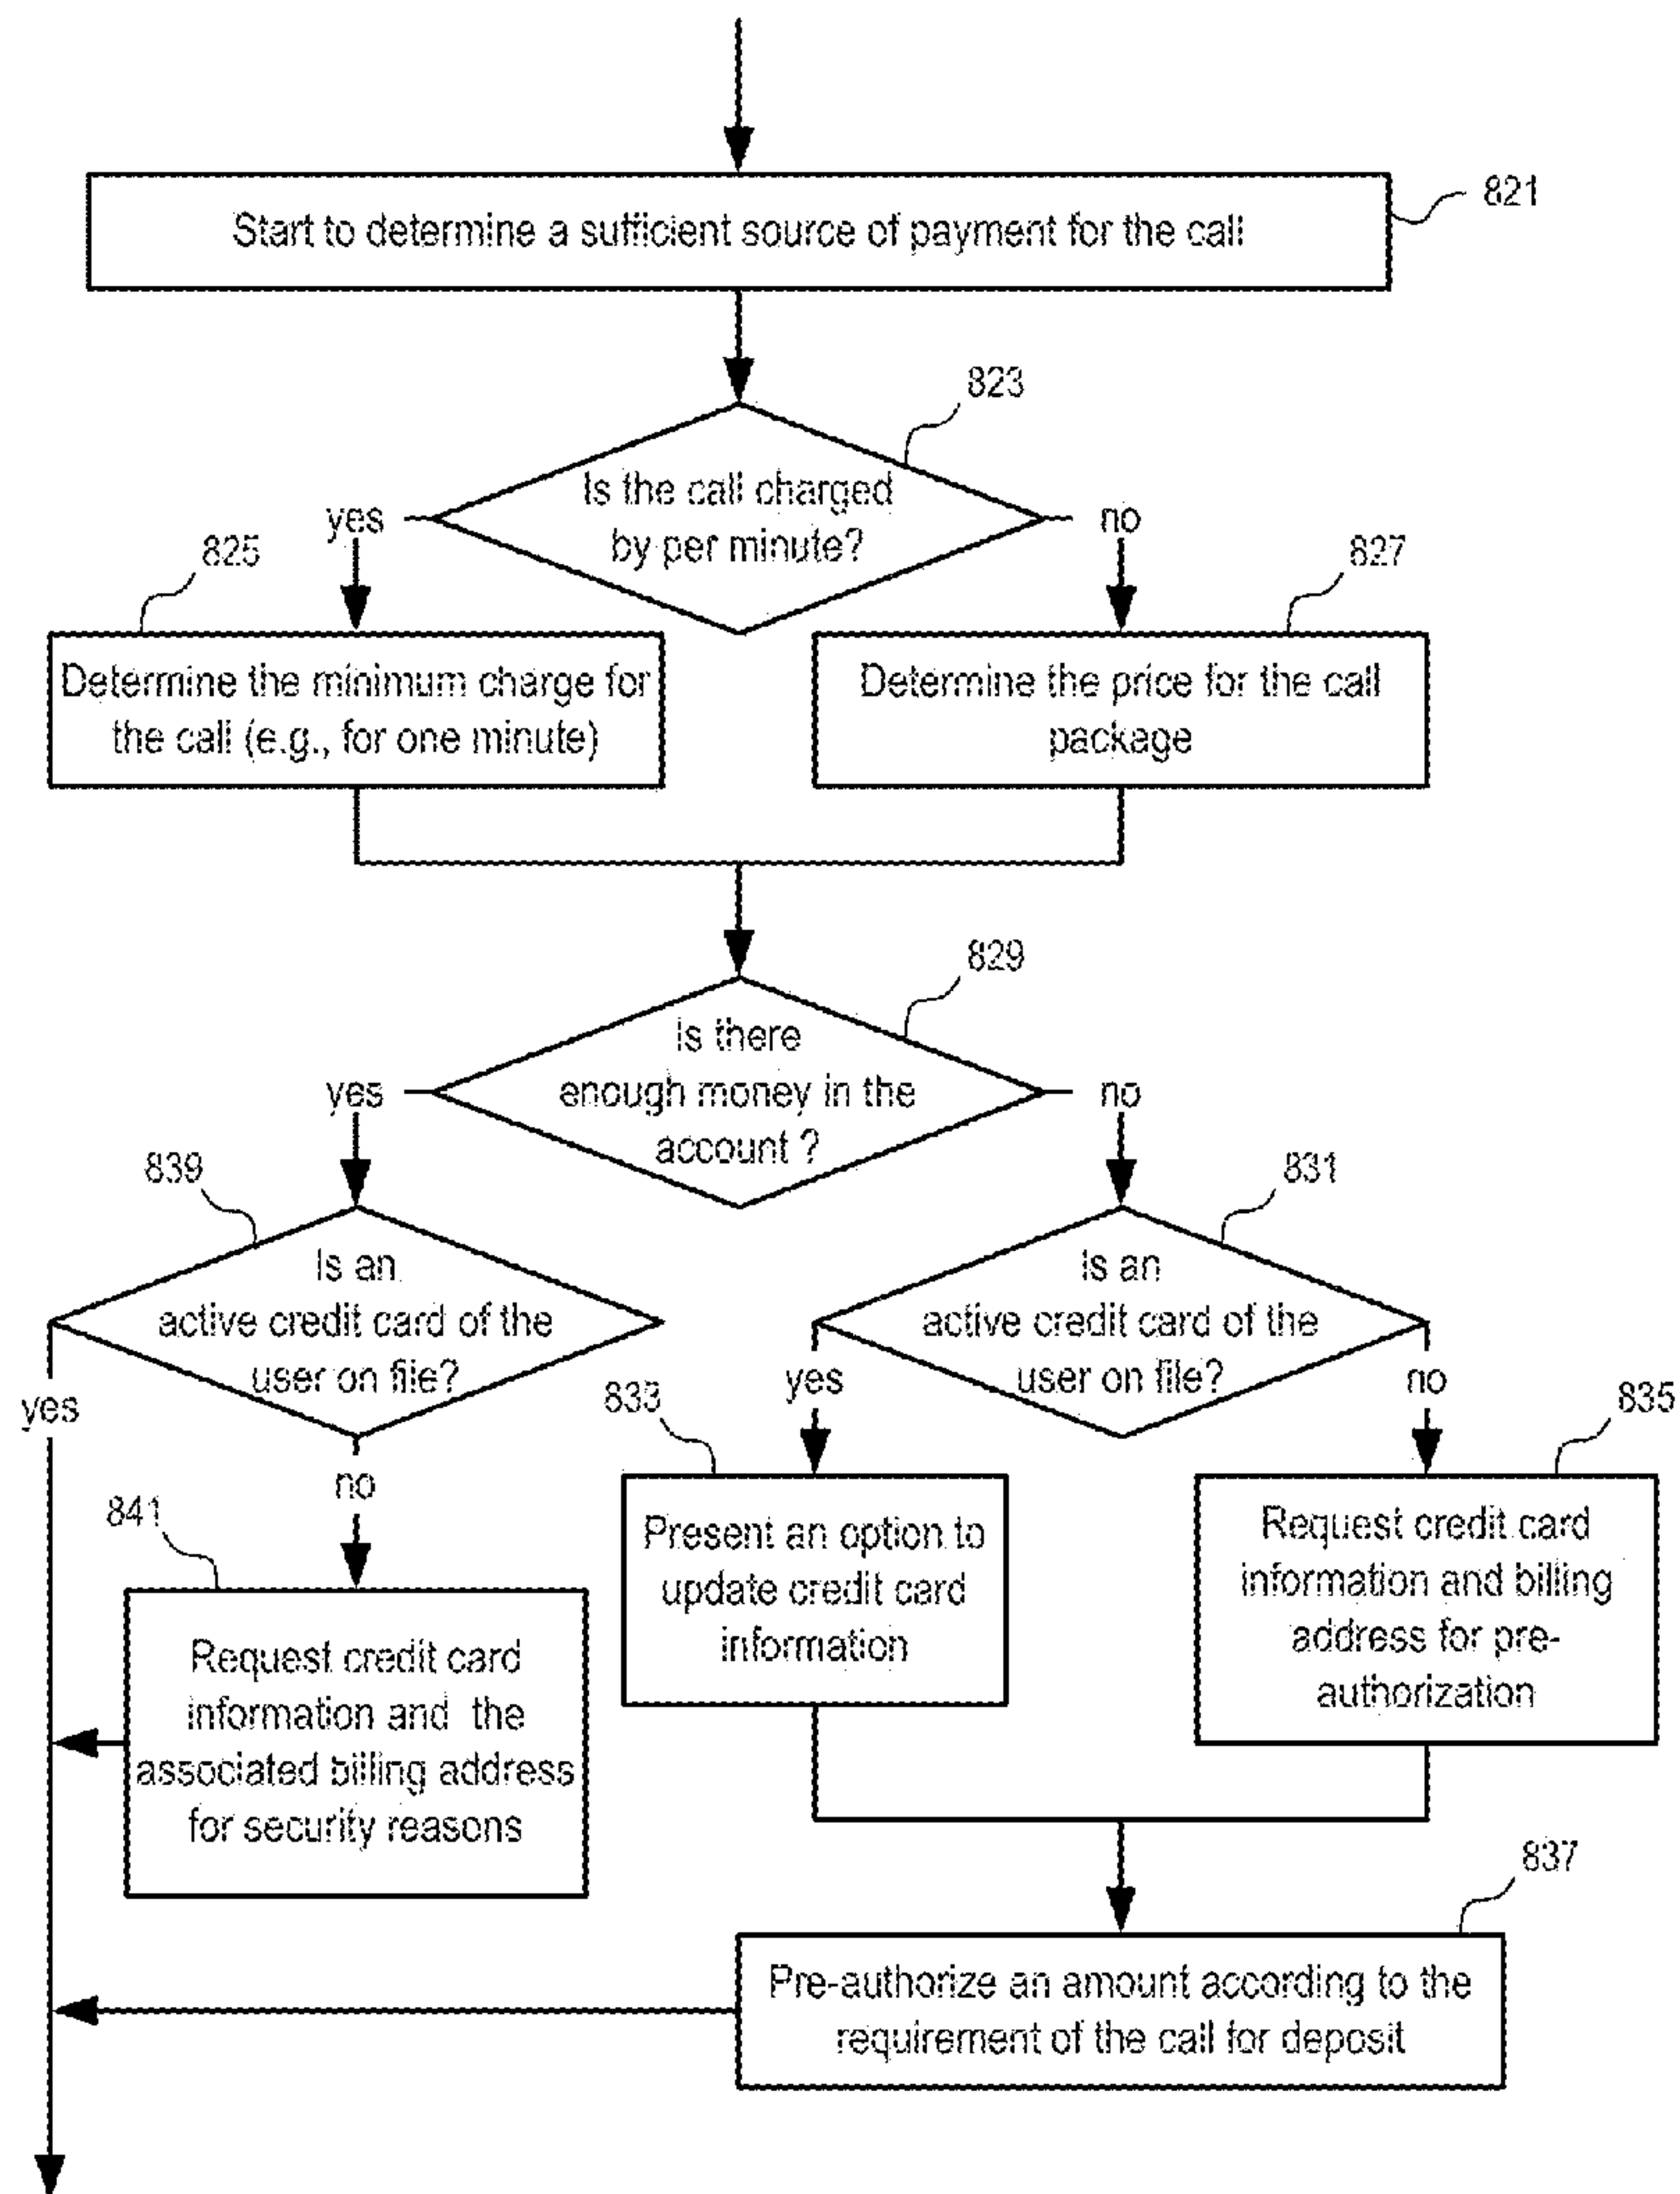 821
Start to determine a sufficient source of payment for the call
823
Is the call charged
by per minute?
yes
no
825
827
Determine the minimum charge for
the call (e.g., for one minute)
Determine the price for the call
package
829
Is there
enough money in the
account ?
yes
no
839
831
Is an
active credit card of the
user on file?
Is an
active credit card of the
user on file?
yes
no
yes
no
833
835
841
Present an option to
update credit card
information
Request credit card
information and billing
address for pre-
authorization
Request credit card
information and the
associated billing address
for security reasons
837
Pre-authorize an amount according to the
requirement of the call for deposit